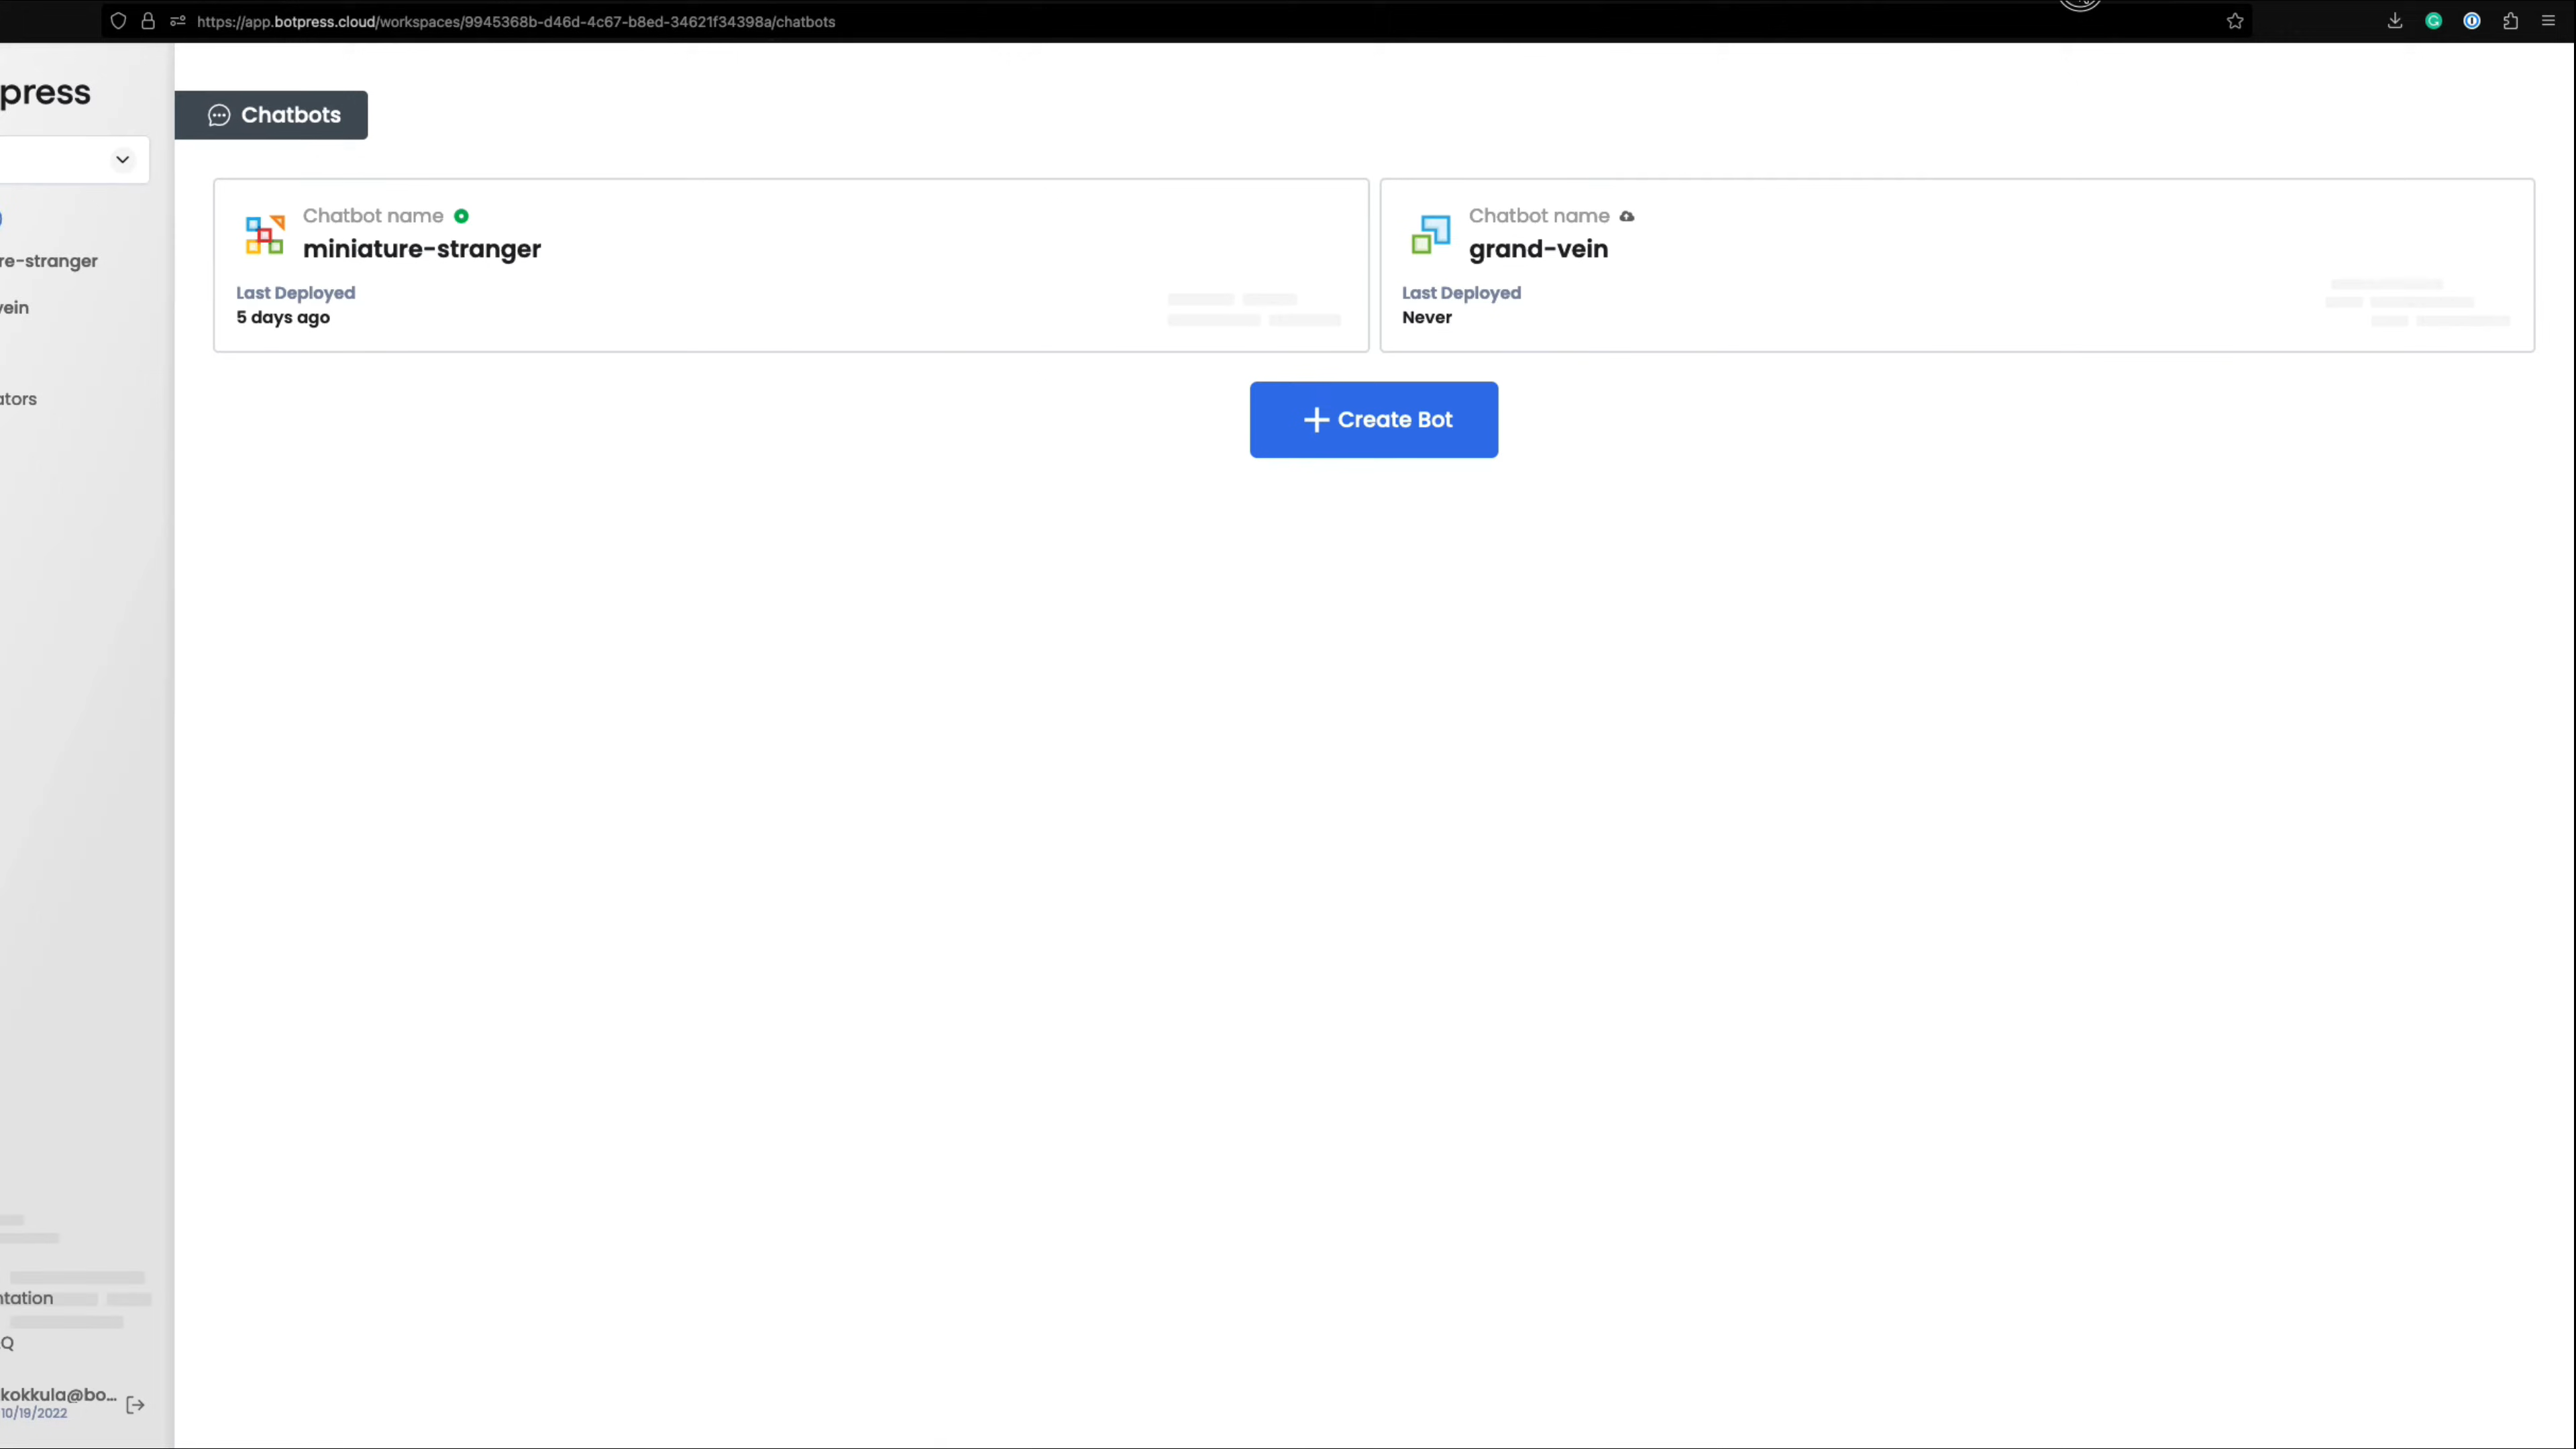 https://app.botpress.cloud/workspaces/9945368b-d46d-4c67-b8ed-34621f34398a/chatbots
press
Chatbots
re-stranger
vein
ators
Chatbot name
miniature-stranger
Last Deployed
5 days ago
Chatbot name
grand-vein
Last Deployed
Never
Create Bot
ntation
Q
kokkula@bo...
10/19/2022